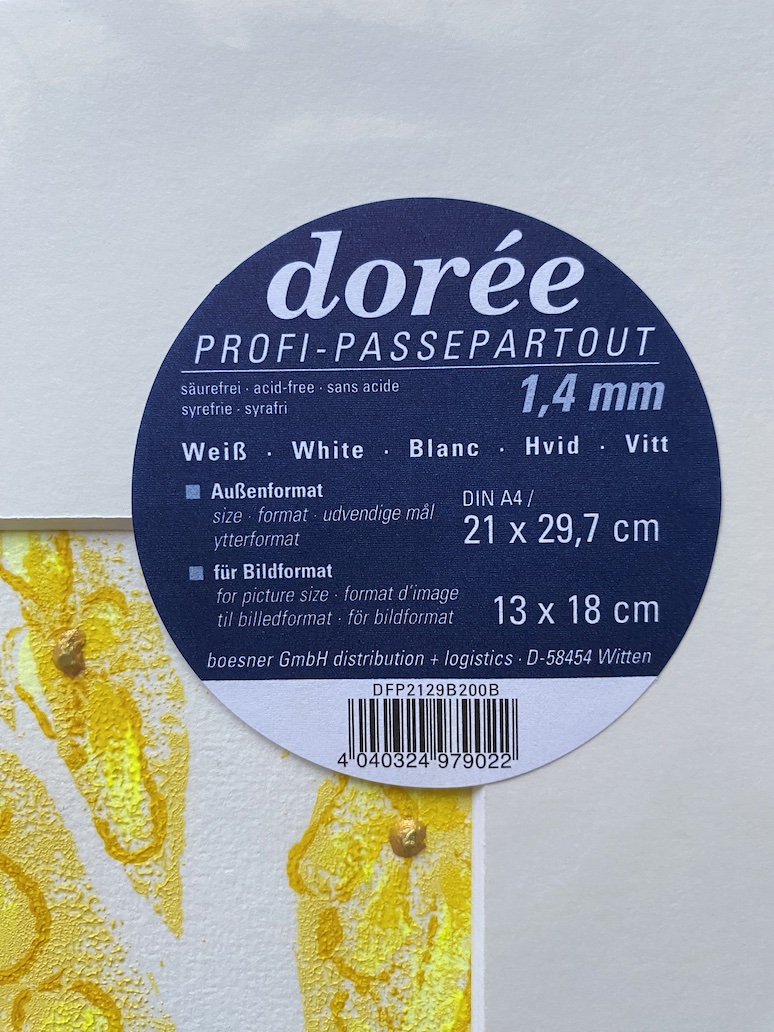 dorée
PROFI-PASSEPARTOUT
säurefrei · acid-free · sans acide
syrefrie · syrafri
1,4 mm
Weiß · White · Blanc · Hvid · Vitt
Außenformat
size · format · udvendige mål
ytterformat
DIN A4 /
21 x 29,7 cm
für Bildformat
for picture size · format d'image
til billedformat · för bildformat
13 x 18 cm
boesner GmbH distribution + logistics · D-58454 Witten
DFP2129B200B
4 040324 979022